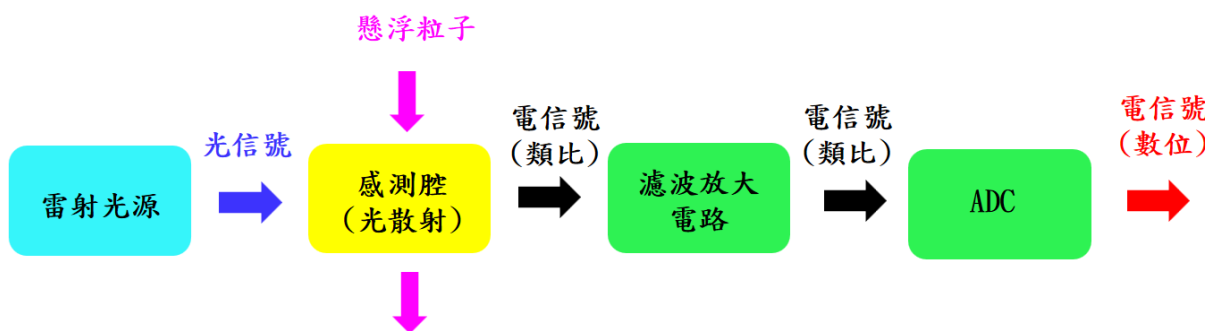 懸浮粒子
光信號
電信號
(類比)
電信號
(類比)
電信號
(數位)
雷射光源
感測腔
(光散射)
濾波放大
電路
ADC